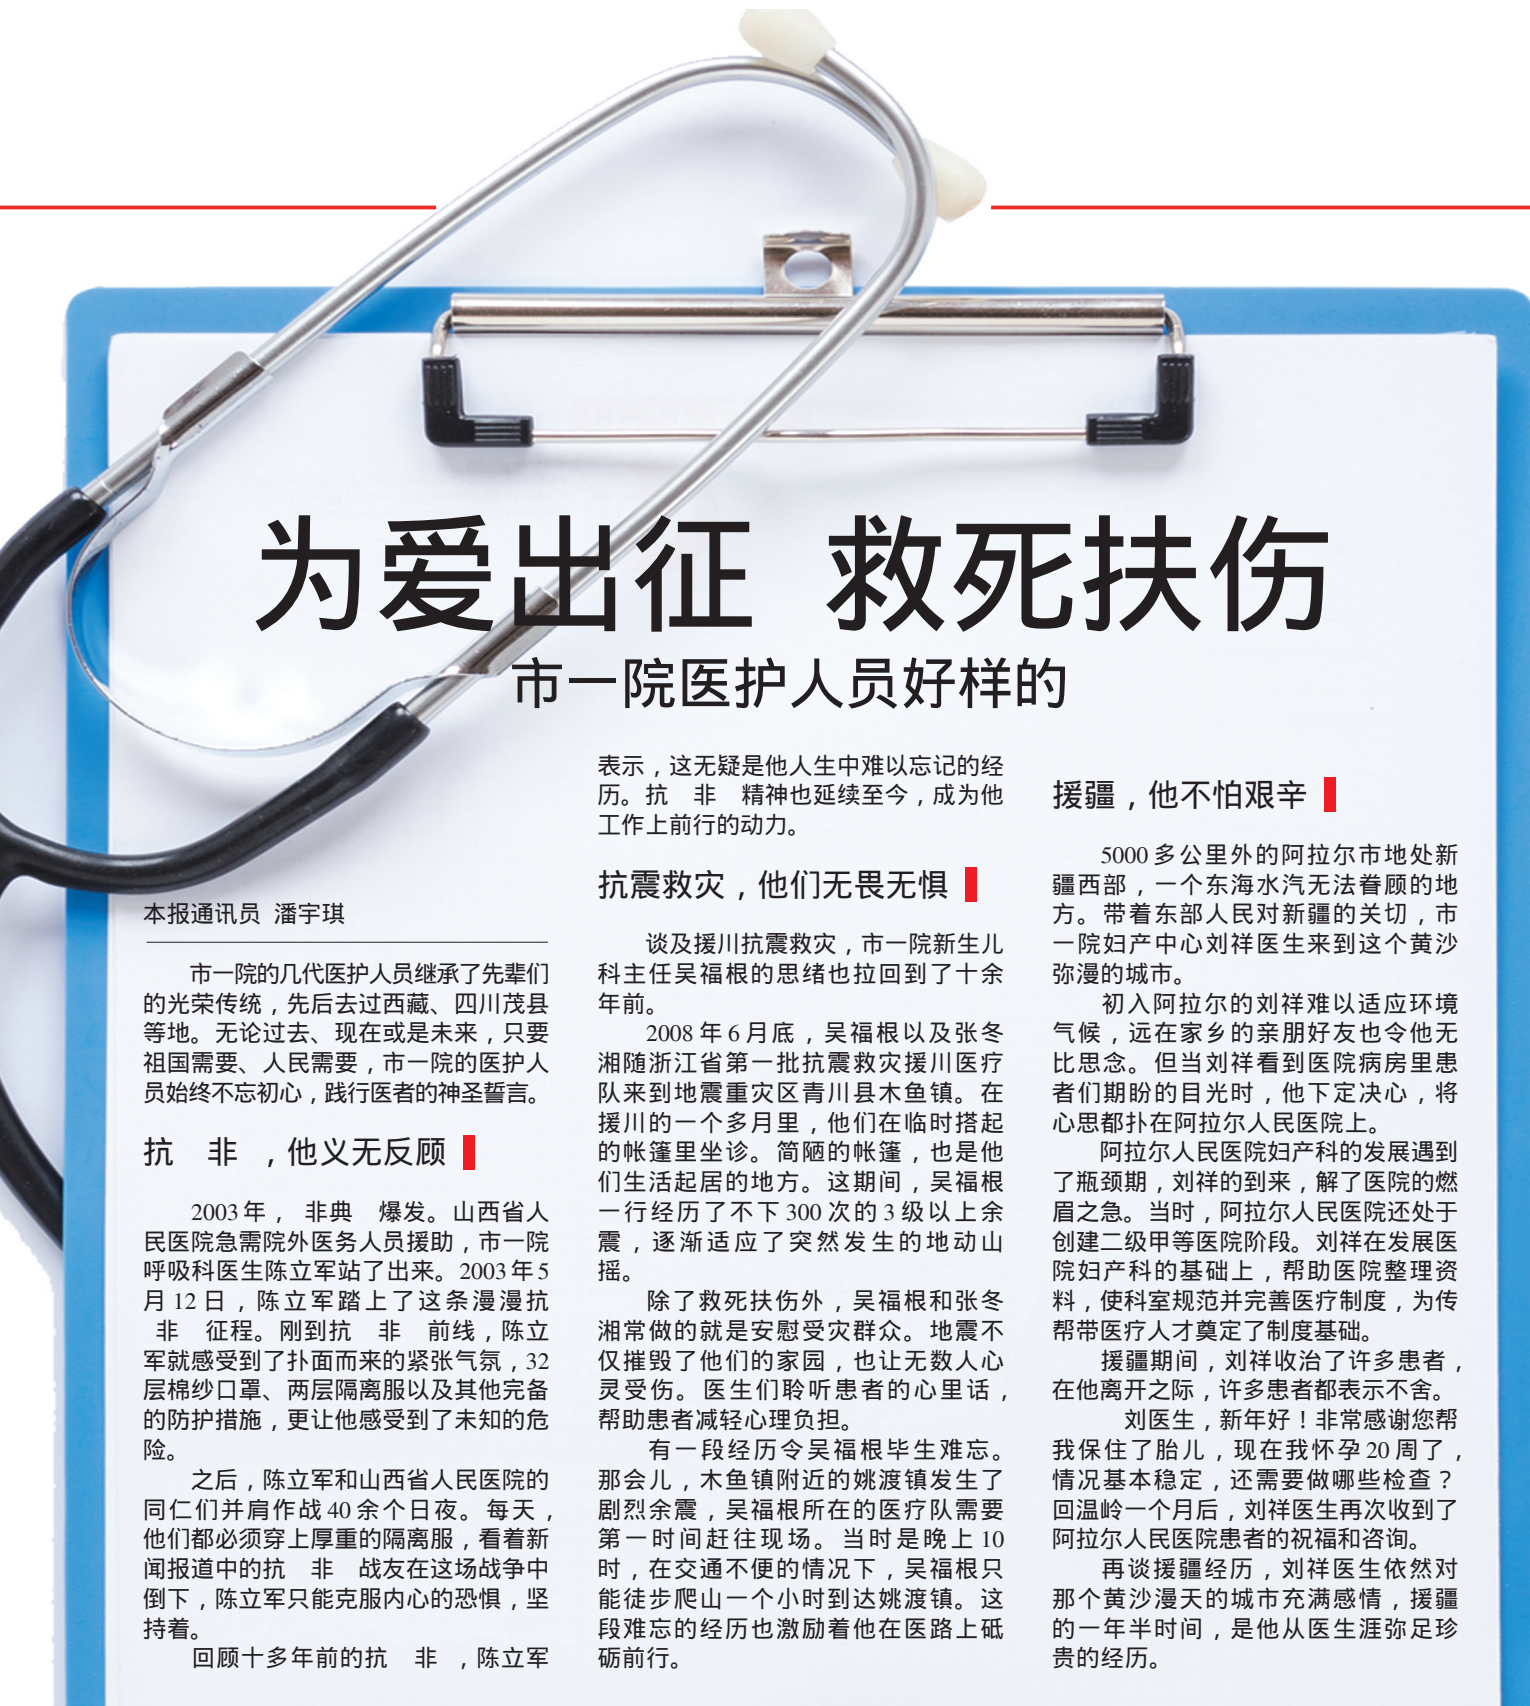 为爱出征 救死扶伤
市一院医护人员好样的
本报通讯员 潘宇琪
市一院的几代医护人员继承了先辈们
的光荣传统，先后去过西藏、四川茂县
等地。无论过去、现在或是未来，只要
祖国需要、人民需要，市一院的医护人
员始终不忘初心，践行医者的神圣誓言。
抗 非 ，他义无反顾
2003年， 非典 爆发。山西省人
民医院急需院外医务人员援助，市一院
呼吸科医生陈立军站了出来。2003年5
月12日，陈立军踏上了这条漫漫抗
非 征程。刚到抗 非 前线，陈立
军就感受到了扑面而来的紧张气氛，32
层棉纱口罩、两层隔离服以及其他完备
的防护措施，更让他感受到了未知的危
险。
之后，陈立军和山西省人民医院的
同仁们并肩作战40余个日夜。每天，
他们都必须穿上厚重的隔离服，看着新
闻报道中的抗 非 战友在这场战争中
倒下，陈立军只能克服内心的恐惧，坚
持着。
回顾十多年前的抗 非 ，陈立军
表示，这无疑是他人生中难以忘记的经
历。抗 非 精神也延续至今，成为他
工作上前行的动力。
抗震救灾，他们无畏无惧
谈及援川抗震救灾，市一院新生儿
科主任吴福根的思绪也拉回到了十余
年前。
2008年6月底，吴福根以及张冬
湘随浙江省第一批抗震救灾援川医疗
队来到地震重灾区青川县木鱼镇。在
援川的一个多月里，他们在临时搭起
的帐篷里坐诊。简陋的帐篷，也是他
们生活起居的地方。这期间，吴福根
一行经历了不下300次的3级以上余
震，逐渐适应了突然发生的地动山
摇。
除了救死扶伤外，吴福根和张冬
湘常做的就是安慰受灾群众。地震不
仅摧毁了他们的家园，也让无数人心
灵受伤。医生们聆听患者的心里话，
帮助患者减轻心理负担。
有一段经历令吴福根毕生难忘。
那会儿，木鱼镇附近的姚渡镇发生了
剧烈余震，吴福根所在的医疗队需要
第一时间赶往现场。当时是晚上10
时，在交通不便的情况下，吴福根只
能徒步爬山一个小时到达姚渡镇。这
段难忘的经历也激励着他在医路上砥
砺前行。
援疆，他不怕艰辛
5000多公里外的阿拉尔市地处新
疆西部，一个东海水汽无法眷顾的地
方。带着东部人民对新疆的关切，市
一院妇产中心刘祥医生来到这个黄沙
弥漫的城市。
初入阿拉尔的刘祥难以适应环境
气候，远在家乡的亲朋好友也令他无
比思念。但当刘祥看到医院病房里患
者们期盼的目光时，他下定决心，将
心思都扑在阿拉尔人民医院上。
阿拉尔人民医院妇产科的发展遇到
了瓶颈期，刘祥的到来，解了医院的燃
眉之急。当时，阿拉尔人民医院还处于
创建二级甲等医院阶段。刘祥在发展医
院妇产科的基础上，帮助医院整理资
料，使科室规范并完善医疗制度，为传
帮带医疗人才奠定了制度基础。
援疆期间，刘祥收治了许多患者，
在他离开之际，许多患者都表示不舍。
刘医生，新年好！非常感谢您帮
我保住了胎儿，现在我怀孕20周了，
情况基本稳定，还需要做哪些检查？
回温岭一个月后，刘祥医生再次收到了
阿拉尔人民医院患者的祝福和咨询。
再谈援疆经历，刘祥医生依然对
那个黄沙漫天的城市充满感情，援疆
的一年半时间，是他从医生涯弥足珍
贵的经历。